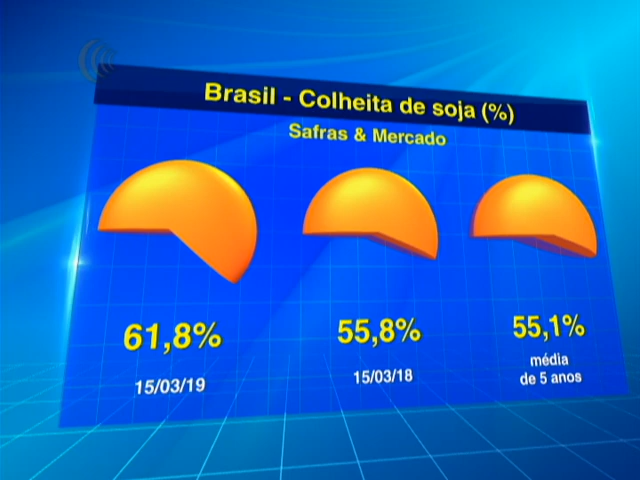 Brasil - Colheita de soja (%)
Safras & Mercado
61,8%
55,8%
55,1%
15/03/19
15/03/18
média
de 5 anos